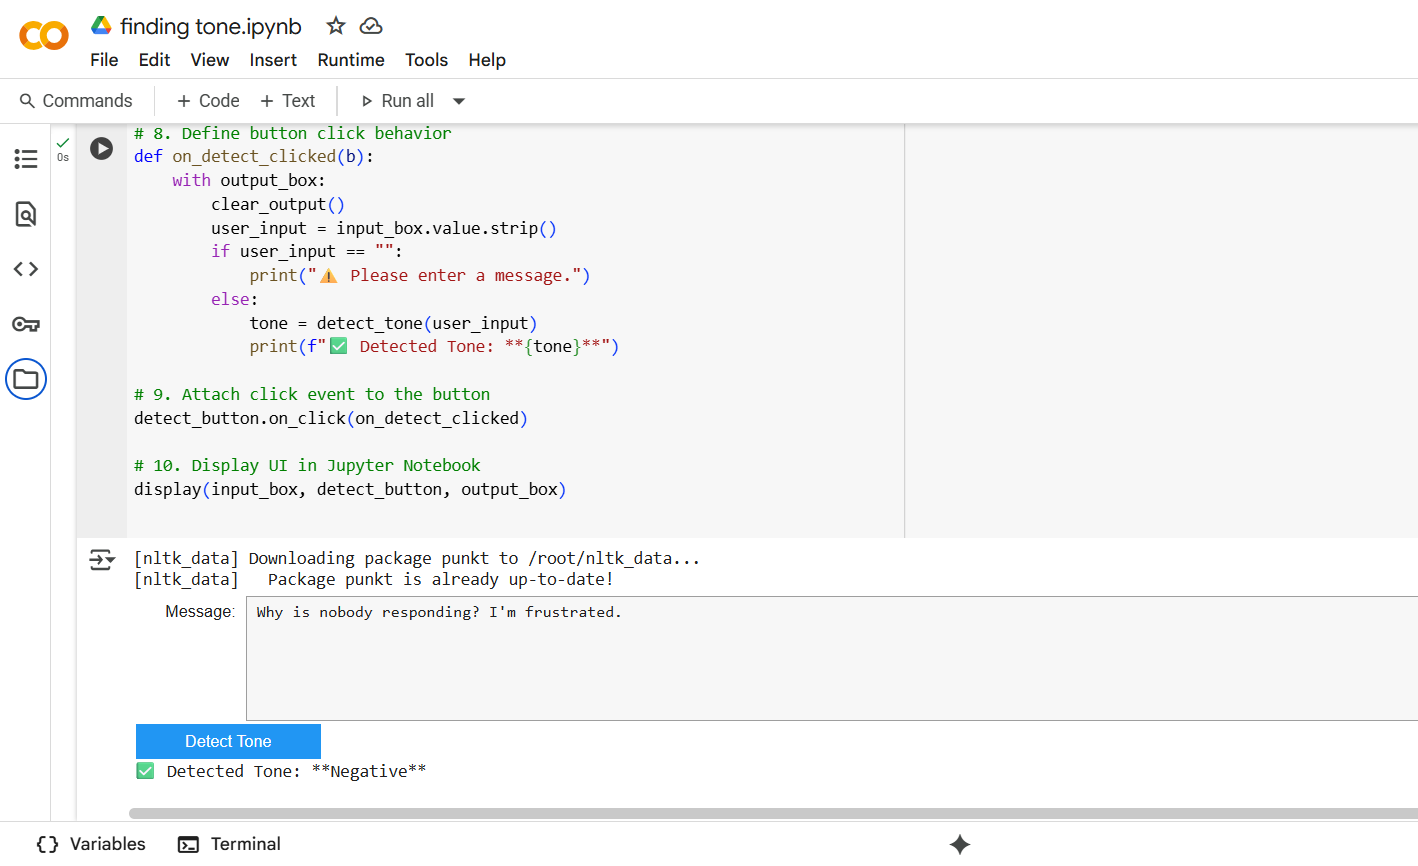 finding tone.ipynb
File Edit View Insert Runtime Tools Help
Commands + Code + Text Run all
0s
# 8. Define button click behavior
def on_detect_clicked(b):
    with output_box:
        clear_output()
        user_input = input_box.value.strip()
        if user_input == "":
            print("⚠️ Please enter a message.")
        else:
            tone = detect_tone(user_input)
            print(f"✅ Detected Tone: **{tone}**")
# 9. Attach click event to the button
detect_button.on_click(on_detect_clicked)
# 10. Display UI in Jupyter Notebook
display(input_box, detect_button, output_box)
[nltk_data] Downloading package punkt to /root/nltk_data...
[nltk_data]   Package punkt is already up-to-date!
Message: Why is nobody responding? I'm frustrated.
Detect Tone
✅ Detected Tone: **Negative**
Variables Terminal